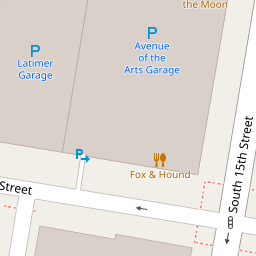 the Moon
P
Avenue
of the
Arts Garage
P
Latimer
Garage
P
Fox & Hound
Street
South 15th Street